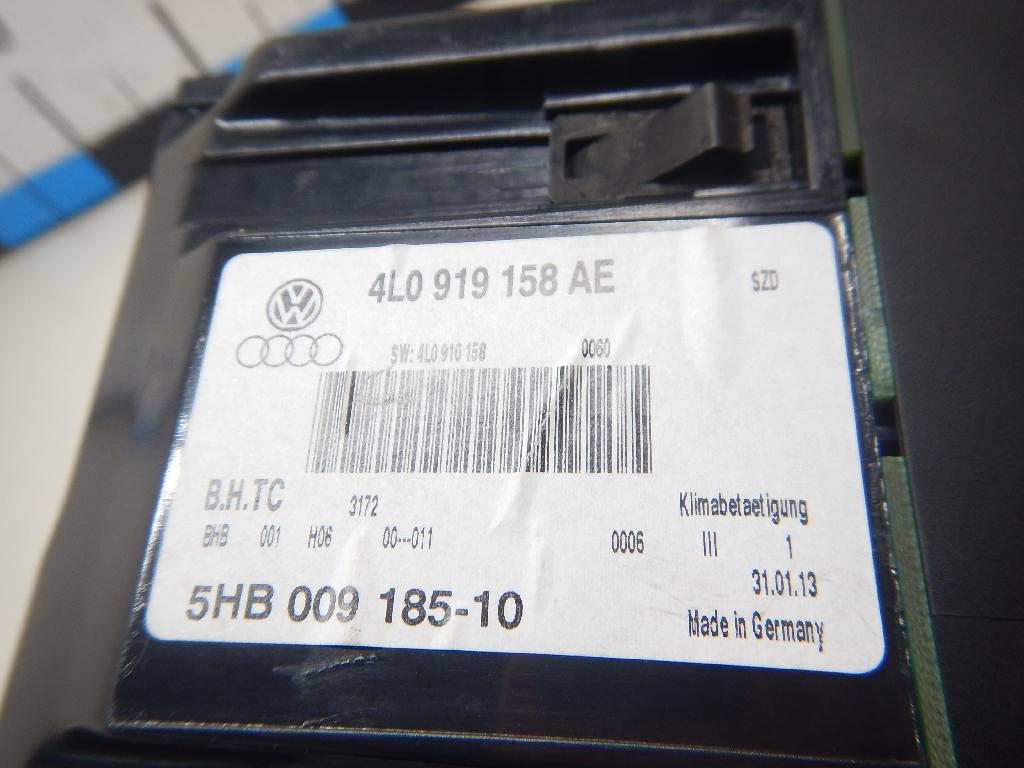 4L0 919 158 AE SZD
SW: 4L0 910 158 0060
B.H.TC 3172 Klimabetaetigung
BHB 001 H06 00---011 0006 III 1
31.01.13
5HB 009 185-10 Made in Germany